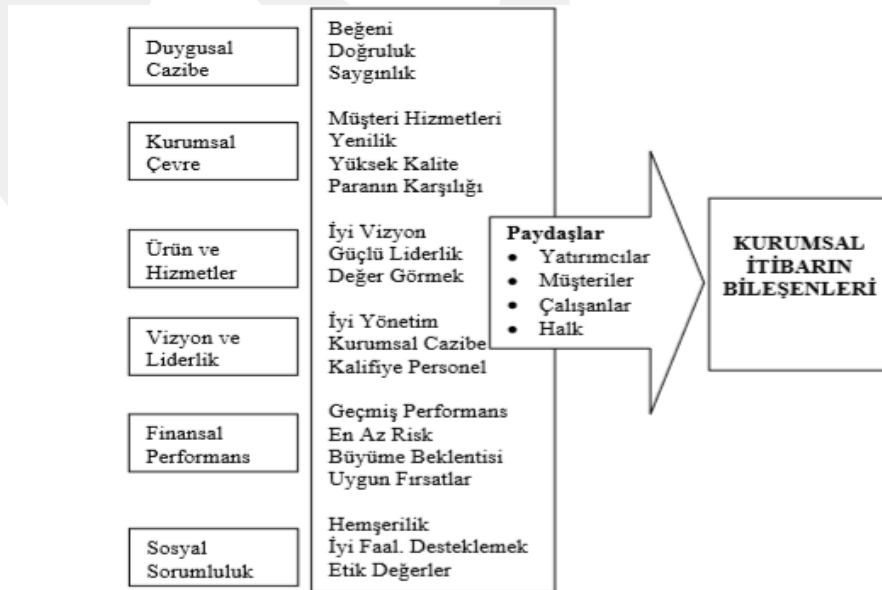 Duygusal
Cazibe
Beğeni
Doğruluk
Saygınlık
Kurumsal
Çevre
Müşteri Hizmetleri
Yenilik
Yüksek Kalite
Paranın Karşılığı
Ürün ve
Hizmetler
İyi Vizyon
Güçlü Liderlik
Değer Görmek
Vizyon ve
Liderlik
İyi Yönetim
Kurumsal Cazibe
Kalifiye Personel
Finansal
Performans
Geçmiş Performans
En Az Risk
Büyüme Beklentisi
Uygun Fırsatlar
Sosyal
Sorumluluk
Hemşerilik
İyi Faal. Desteklemek
Etik Değerler
Paydaşlar
• Yatırımcılar
• Müşteriler
• Çalışanlar
• Halk
KURUMSAL
İTİBARIN
BİLEŞENLERİ